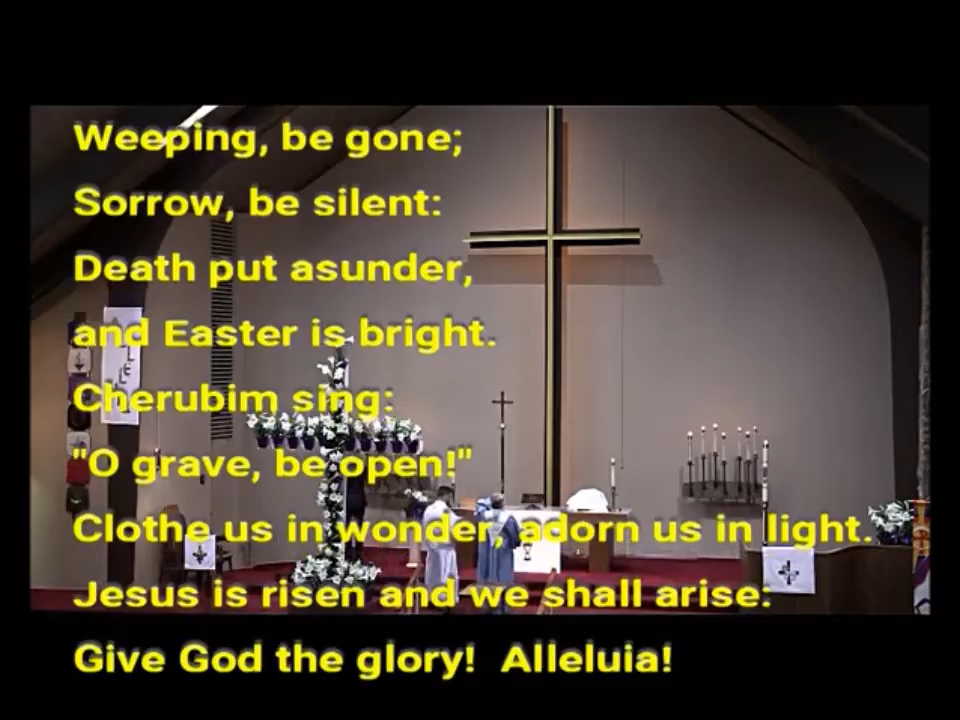 Weeping, be gone;
Sorrow, be silent:
Death put asunder,
and Easter is bright.
Cherubim sing:
"O grave, be open!"
Clothe us in wonder, adorn us in light.
Jesus is risen and we shall arise:
Give God the glory!  Alleluia!